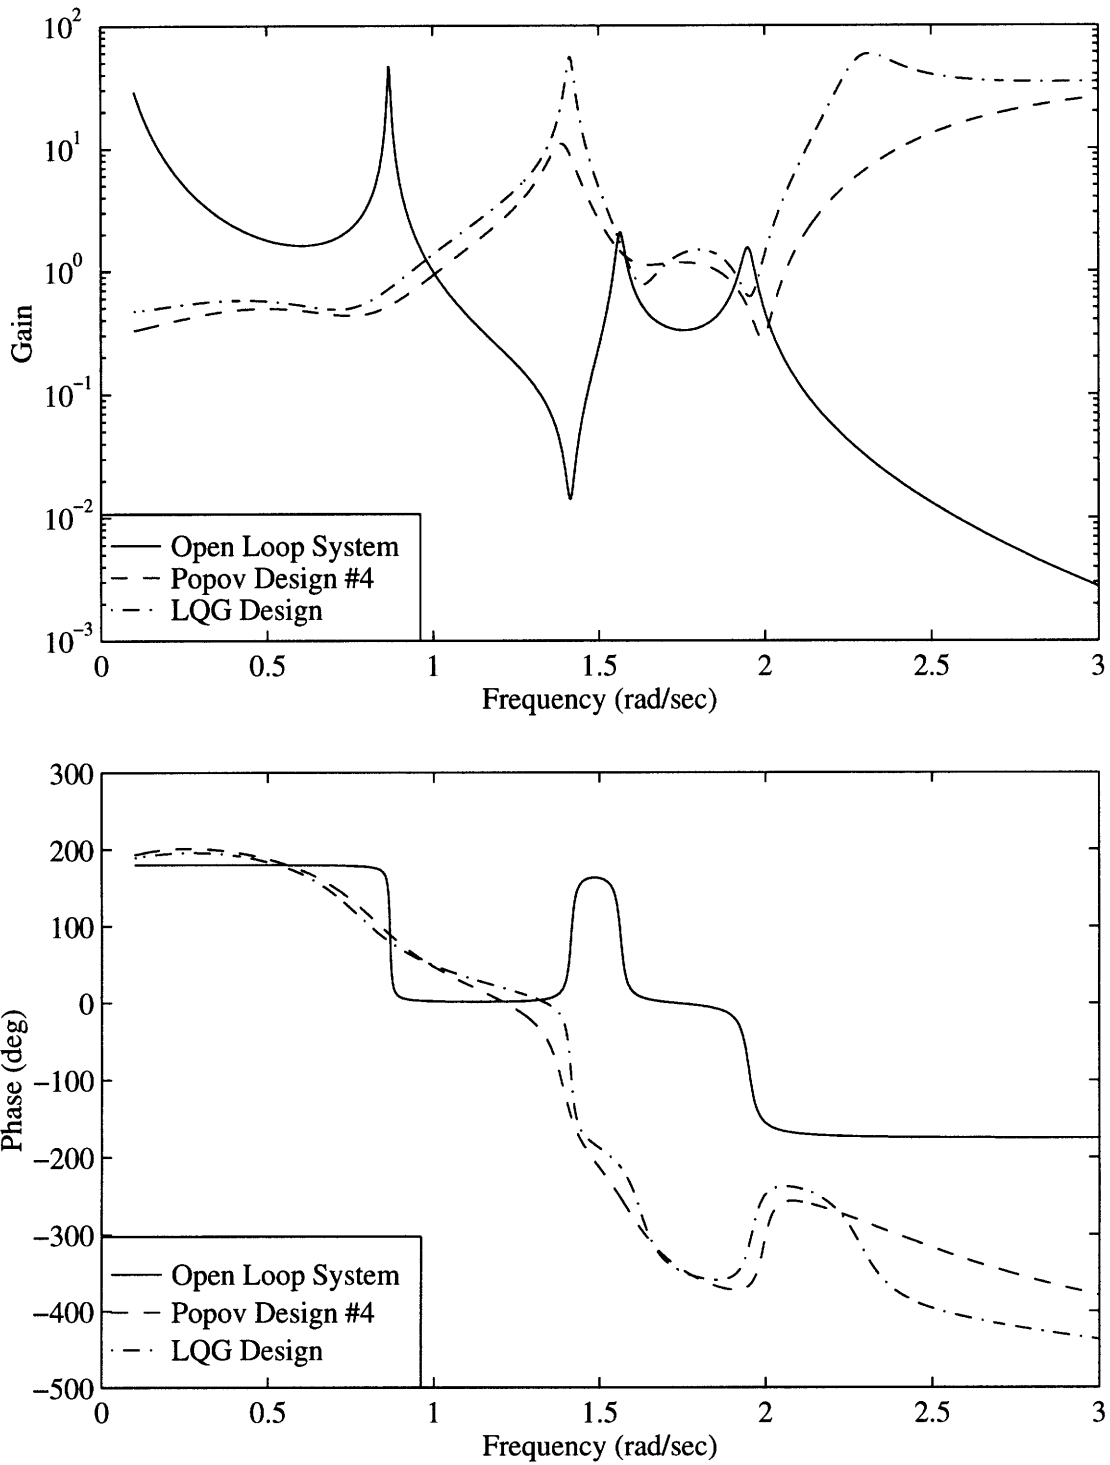 10^2
10^1
10^0
10^-1
10^-2
10^-3
Gain
Open Loop System
Popov Design #4
LQG Design
0 0.5 1 1.5 2 2.5 3
Frequency (rad/sec)
300
200
100
0
−100
−200
−300
−400
−500
Phase (deg)
Open Loop System
Popov Design #4
LQG Design
0 0.5 1 1.5 2 2.5 3
Frequency (rad/sec)